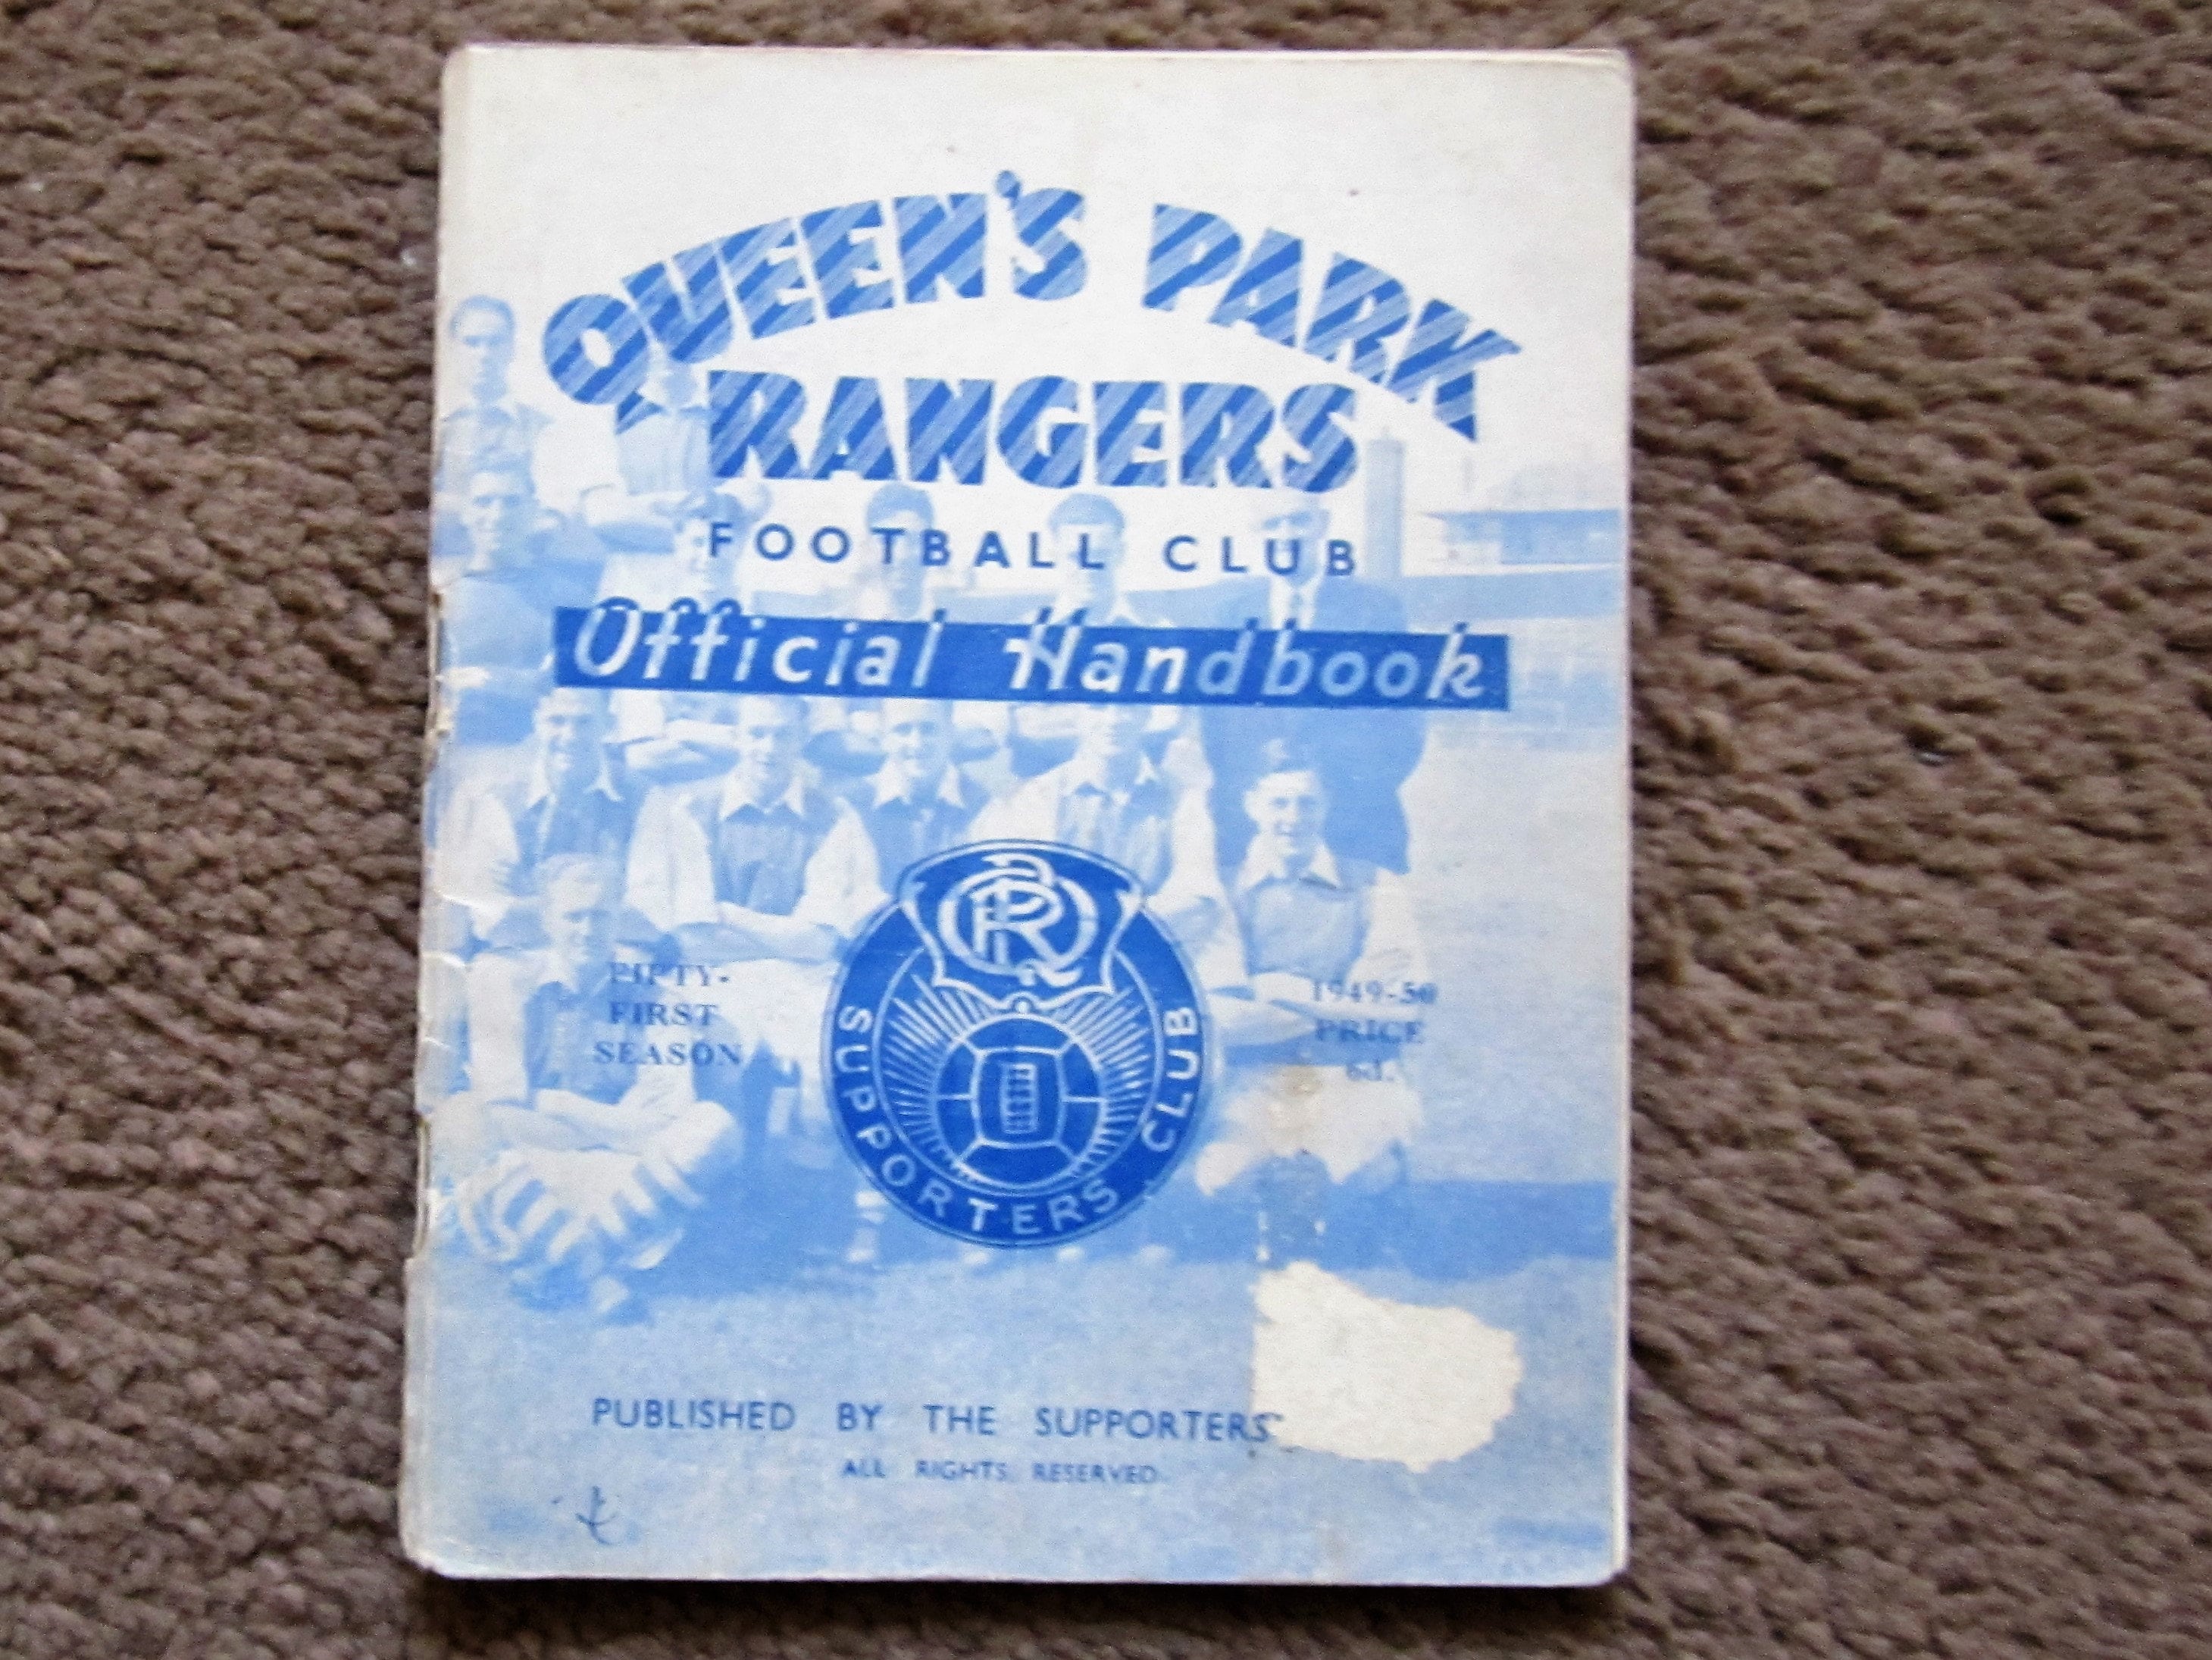 QUEEN'S PARK
RANGERS
FOOTBALL CLUB
Official Handbook
QPR
SUPPORTERS CLUB
FIFTY-
FIRST
SEASON
1949-50
PRICE
6d.
PUBLISHED BY THE SUPPORTERS'
ALL RIGHTS RESERVED